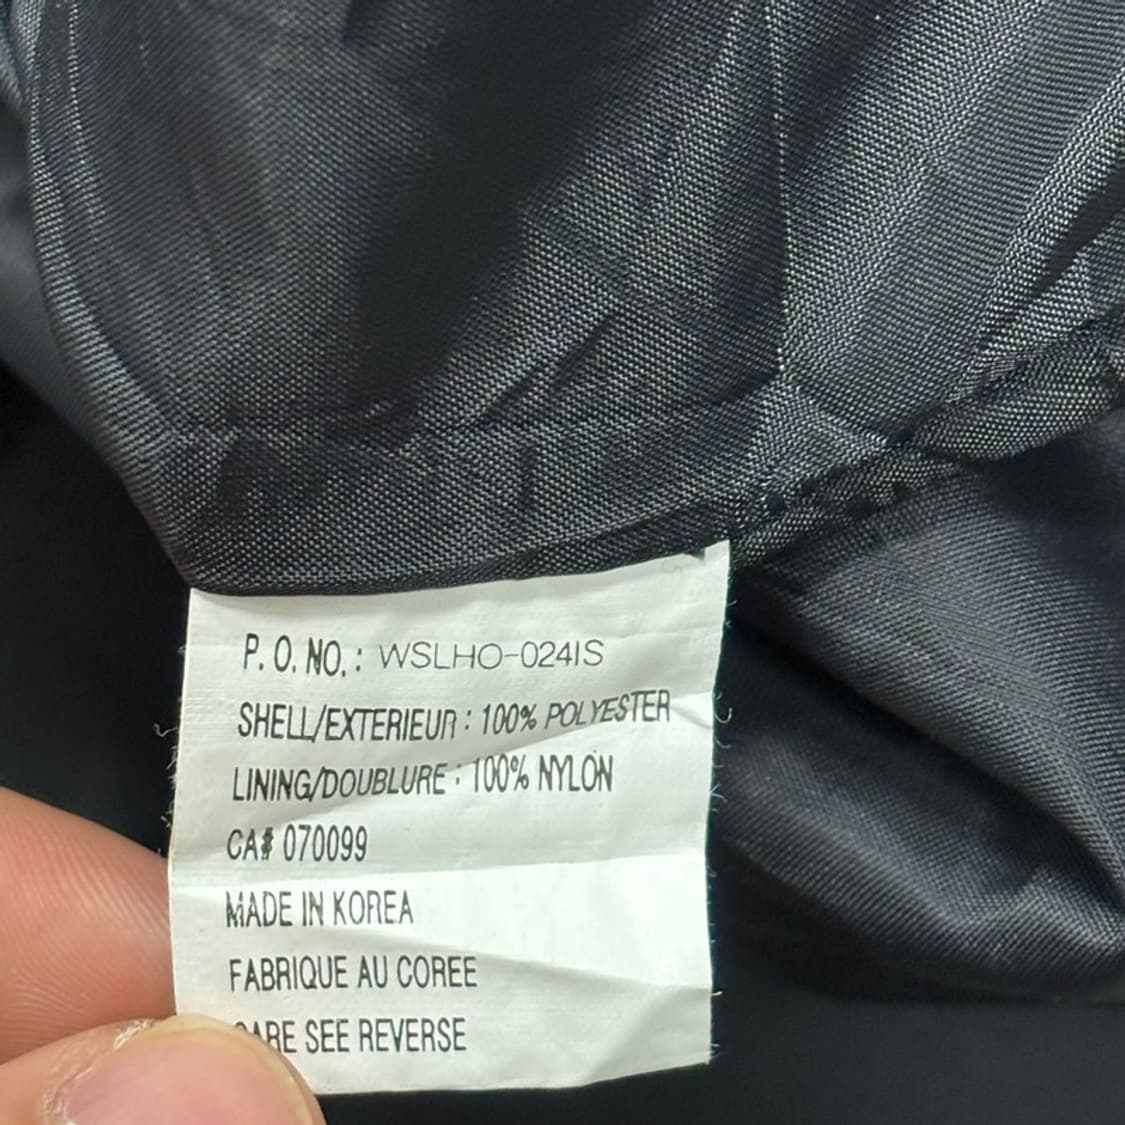 P.O. NO. : WSLHO-024IS
SHELL/EXTERIEUR : 100% POLYESTER
LINING/DOUBLURE : 100% NYLON
CA# 070099
MADE IN KOREA
FABRIQUE AU COREE
CARE SEE REVERSE